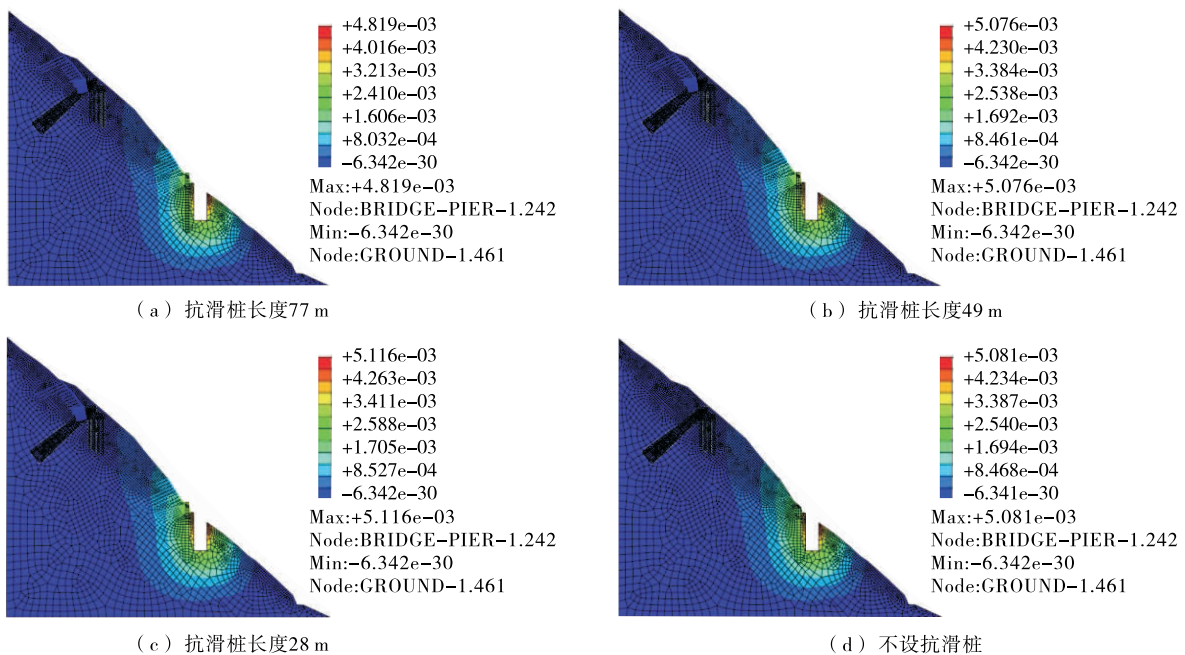 +4.819e-03
+4.016e-03
+3.213e-03
+2.410e-03
+1.606e-03
+8.032e-04
-6.342e-30
Max:+4.819e-03
Node:BRIDGE-PIER-1.242
Min:-6.342e-30
Node:GROUND-1.461
（a）抗滑桩长度77 m
+5.076e-03
+4.230e-03
+3.384e-03
+2.538e-03
+1.692e-03
+8.461e-04
-6.342e-30
Max:+5.076e-03
Node:BRIDGE-PIER-1.242
Min:-6.342e-30
Node:GROUND-1.461
（b）抗滑桩长度49 m
+5.116e-03
+4.263e-03
+3.411e-03
+2.588e-03
+1.705e-03
+8.527e-04
-6.342e-30
Max:+5.116e-03
Node:BRIDGE-PIER-1.242
Min:-6.342e-30
Node:GROUND-1.461
（c）抗滑桩长度28 m
+5.081e-03
+4.234e-03
+3.387e-03
+2.540e-03
+1.694e-03
+8.468e-04
-6.341e-30
Max:+5.081e-03
Node:BRIDGE-PIER-1.242
Min:-6.342e-30
Node:GROUND-1.461
（d）不设抗滑桩